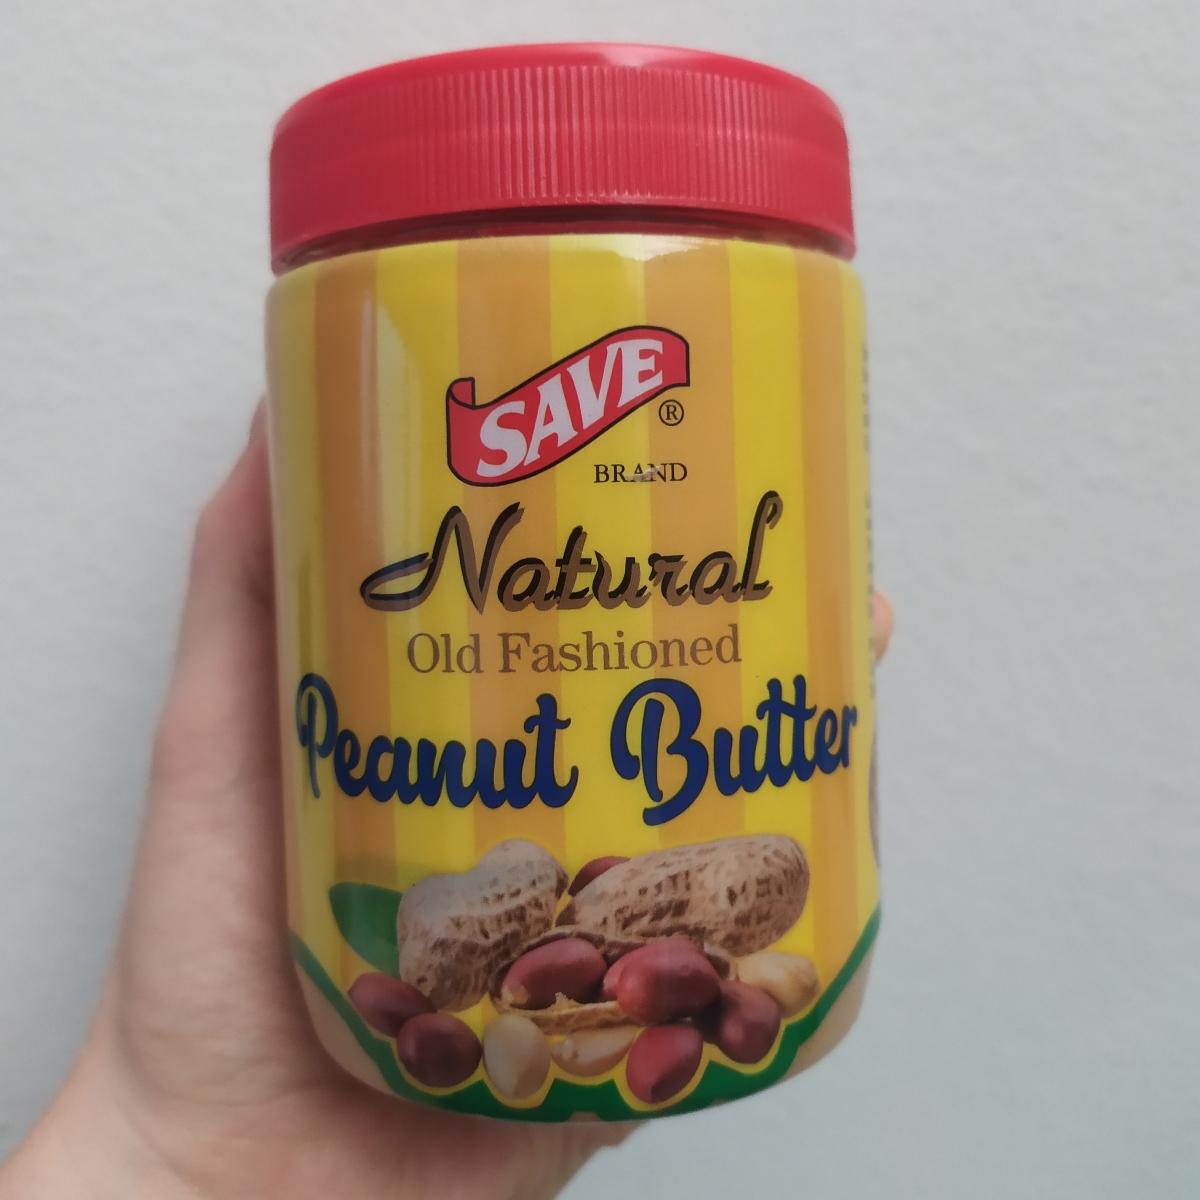 SAVE
®
BRAND
Natural
Old Fashioned
Peanut Butter